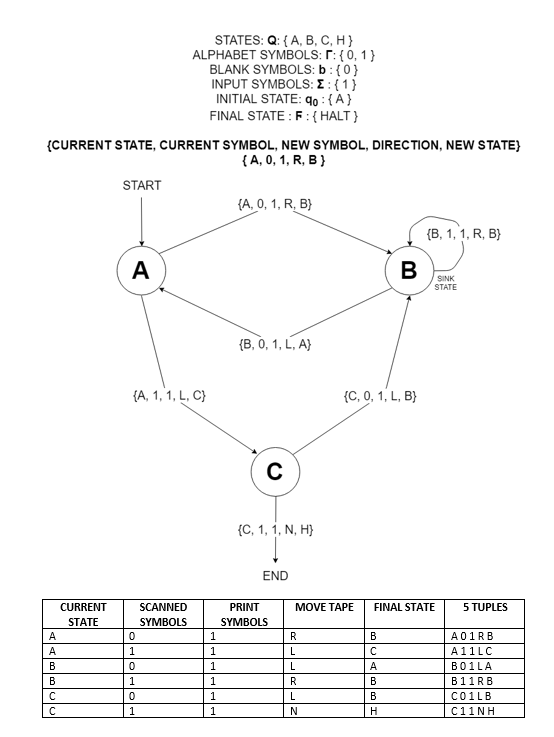 STATES: Q: { A, B, C, H }
ALPHABET SYMBOLS: Γ: { 0, 1 }
BLANK SYMBOLS: b : { 0 }
INPUT SYMBOLS: Σ : { 1 }
INITIAL STATE: q0 : { A }
FINAL STATE : F : { HALT }
{CURRENT STATE, CURRENT SYMBOL, NEW SYMBOL, DIRECTION, NEW STATE}
{ A, 0, 1, R, B }
START
{A, 0, 1, R, B}
{B, 1, 1, R, B}
A
B
SINK
STATE
{B, 0, 1, L, A}
{A, 1, 1, L, C}
{C, 0, 1, L, B}
C
{C, 1, 1, N, H}
END
CURRENT STATE SCANNED SYMBOLS PRINT SYMBOLS MOVE TAPE FINAL STATE 5 TUPLES
A 0 1 R B A 0 1 R B
A 1 1 L C A 1 1 L C
B 0 1 L A B 0 1 L A
B 1 1 R B B 1 1 R B
C 0 1 L B C 0 1 L B
C 1 1 N H C 1 1 N H